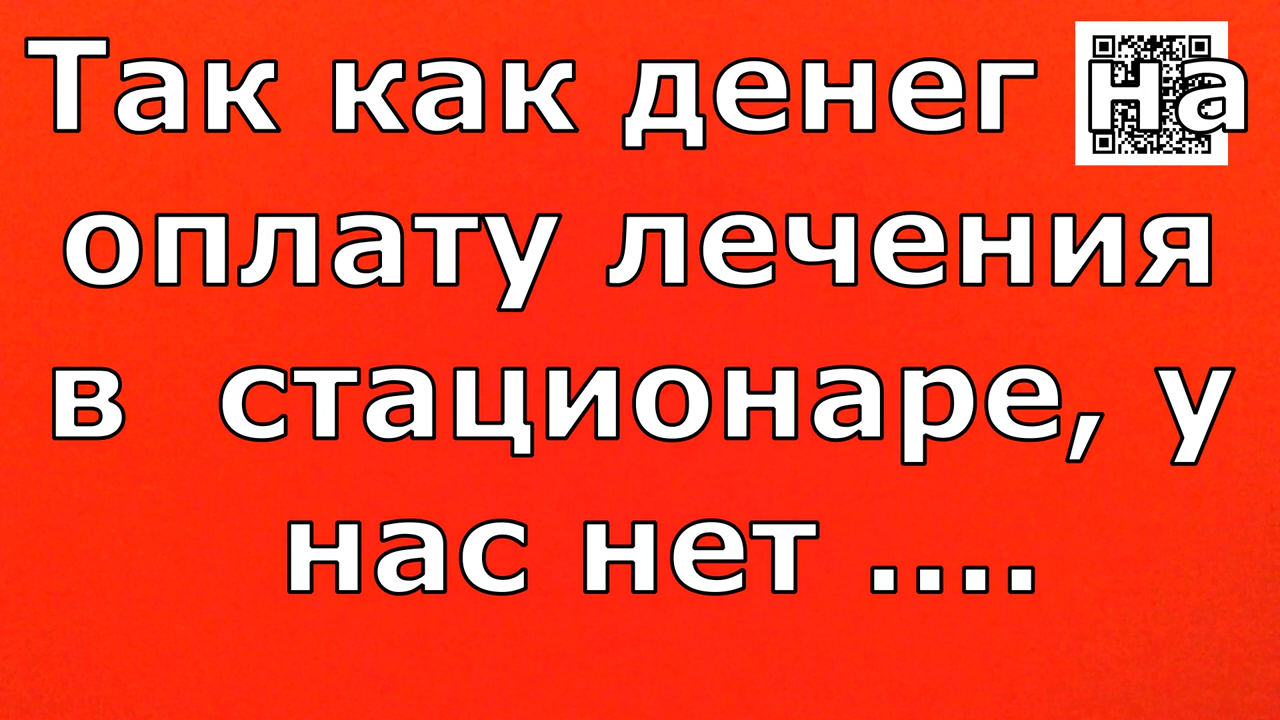 Так как денег на
оплату лечения
в стационаре, у
нас нет ....